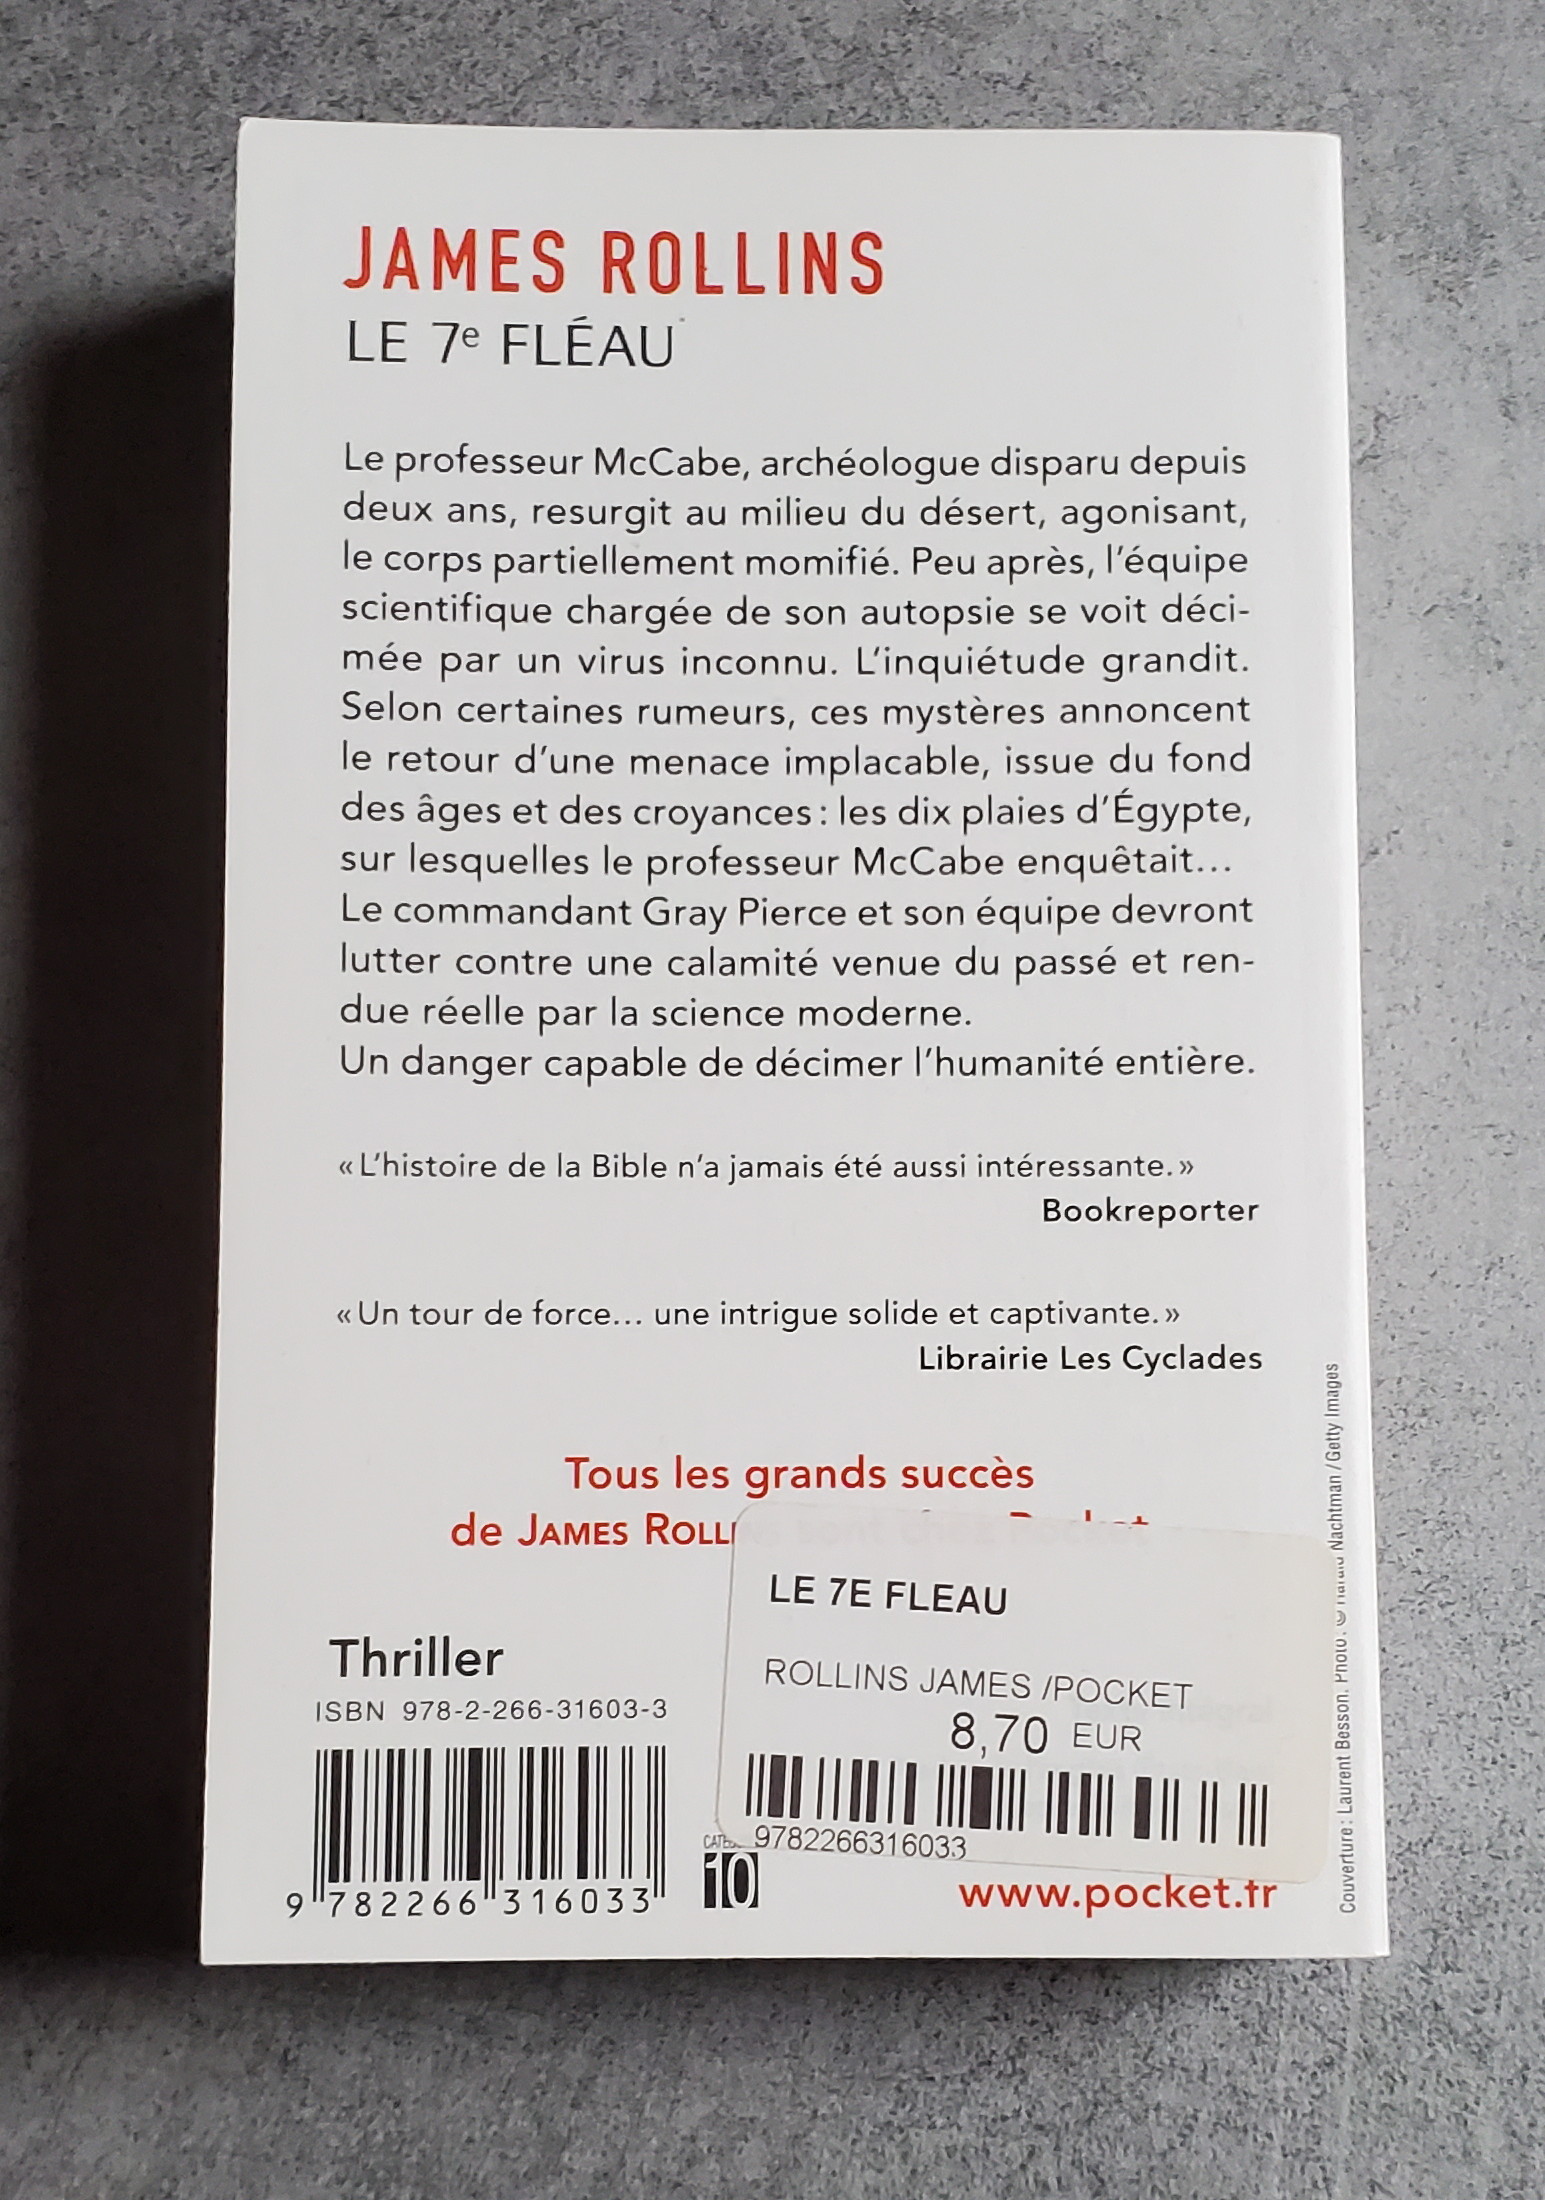 JAMES ROLLINS
LE 7e FLÉAU
Le professeur McCabe, archéologue disparu depuis
deux ans, resurgit au milieu du désert, agonisant,
le corps partiellement momifié. Peu après, l'équipe
scientifique chargée de son autopsie se voit déci-
mée par un virus inconnu. L'inquiétude grandit.
Selon certaines rumeurs, ces mystères annoncent
le retour d'une menace implacable, issue du fond
des âges et des croyances : les dix plaies d'Égypte,
sur lesquelles le professeur McCabe enquêtait...
Le commandant Gray Pierce et son équipe devront
lutter contre une calamité venue du passé et ren-
due réelle par la science moderne.
Un danger capable de décimer l'humanité entière.
« L'histoire de la Bible n'a jamais été aussi intéressante. »
Bookreporter
« Un tour de force... une intrigue solide et captivante. »
Librairie Les Cyclades
Tous les grands succès
de JAMES
LE 7E FLEAU
ROLLINS JAMES /POCKET
8,70 EUR
9782266316033
Thriller
ISBN 978-2-266-31603-3
9 782266 316033
10
www.pocket.fr
Couverture : Laurent Besson. Photo : © Nachtman / Getty Images